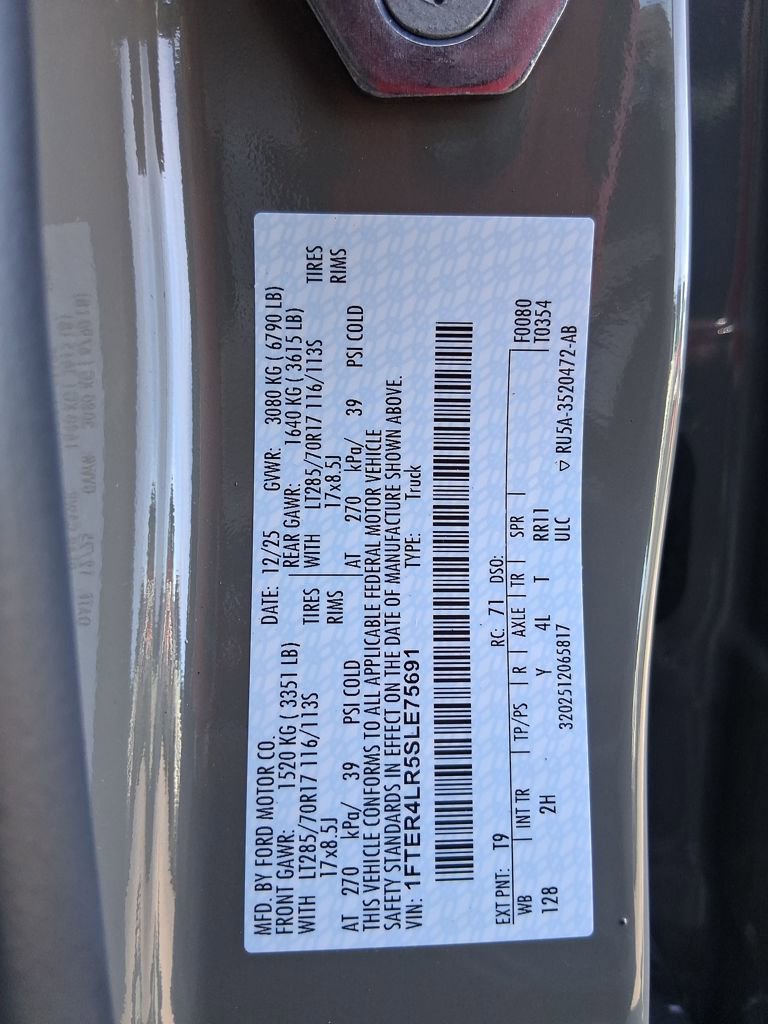 MFD. BY FORD MOTOR CO.
DATE: 12/25 GVWR: 3080 KG ( 6790 LB)
FRONT GAWR: 1520 KG ( 3351 LB)
REAR GAWR: 1640 KG ( 3615 LB)
WITH LT285/70R17 116/113S TIRES
WITH LT285/70R17 116/113S TIRES
17x8.5J RIMS
17x8.5J RIMS
AT 270 kPa/ 39 PSI COLD
AT 270 kPa/ 39 PSI COLD
THIS VEHICLE CONFORMS TO ALL APPLICABLE FEDERAL MOTOR VEHICLE
SAFETY STANDARDS IN EFFECT ON THE DATE OF MANUFACTURE SHOWN ABOVE.
VIN: 1FTER4LR5SLE75691 TYPE: Truck
EXT PNT: T9 RC: 71 DSO:
WB INT TR TP/PS R AXLE TR SPR F0080
128 2H Y 4L T RR11 T0354
3202512065817 ULC
RU5A-3520472-AB